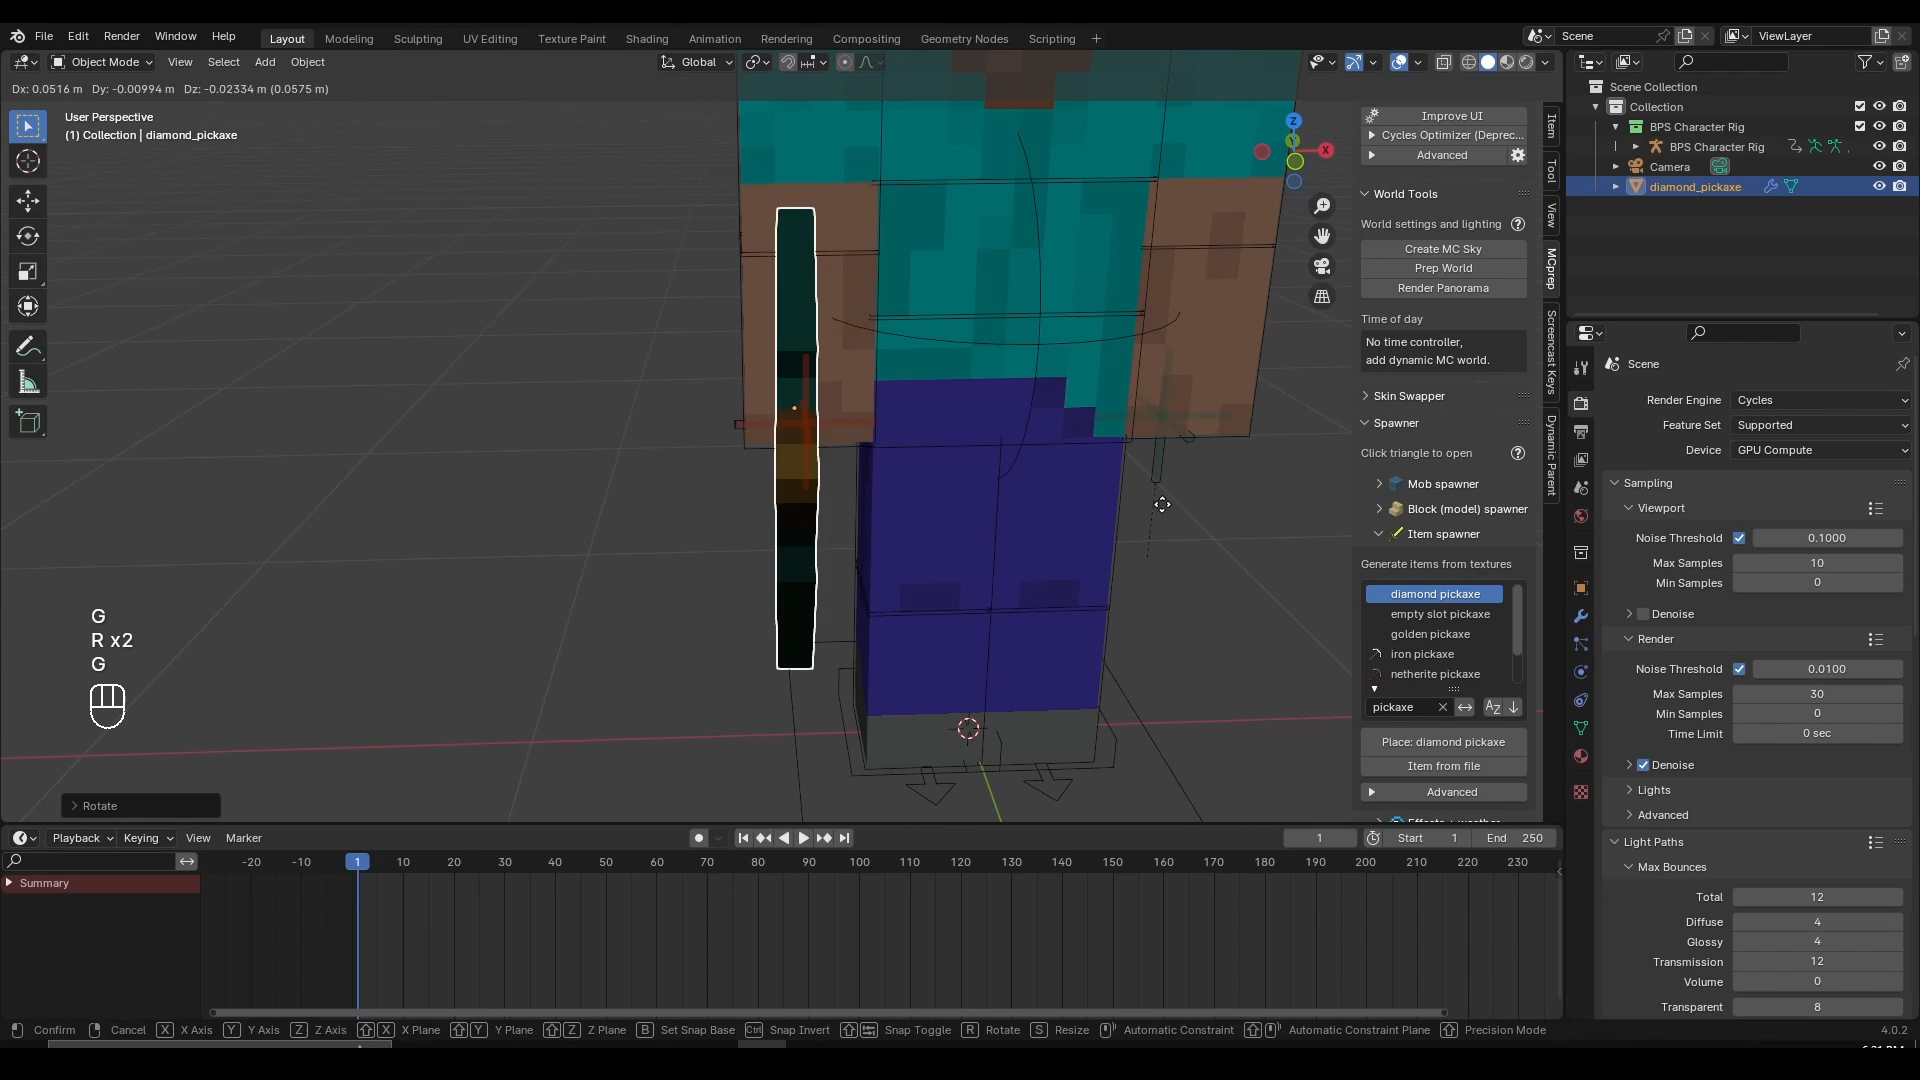 File Edit Render Window Help Layout Modeling Sculpting UV Editing Texture Paint Shading Animation Rendering Compositing Geometry Nodes Scripting + Scene ViewLayer
Object Mode View Select Add Object Global
Dx: 0.0516 m Dy: -0.00994 m Dz: -0.02334 m (0.0575 m)
User Perspective
(1) Collection | diamond_pickaxe
Z
X
G
R x2
G
Rotate
Improve UI
Cycles Optimizer (Deprec...
Advanced
World Tools
World settings and lighting
Create MC Sky
Prep World
Render Panorama
Time of day
No time controller,
add dynamic MC world.
Skin Swapper
Spawner
Click triangle to open
Mob spawner
Block (model) spawner
Item spawner
Generate items from textures
diamond pickaxe
empty slot pickaxe
golden pickaxe
iron pickaxe
netherite pickaxe
pickaxe
Place: diamond pickaxe
Item from file
Advanced
Item
Tool
View
MCprep
Screencast Keys
Dynamic Parent
Scene Collection
Collection
BPS Character Rig
BPS Character Rig
Camera
diamond_pickaxe
Scene
Render Engine Cycles
Feature Set Supported
Device GPU Compute
Sampling
Viewport
Noise Threshold 0.1000
Max Samples 10
Min Samples 0
Denoise
Render
Noise Threshold 0.0100
Max Samples 30
Min Samples 0
Time Limit 0 sec
Denoise
Lights
Advanced
Light Paths
Max Bounces
Total 12
Diffuse 4
Glossy 4
Transmission 12
Volume 0
Transparent 8
Playback Keying View Marker 1 Start 1 End 250
-20 -10 1 10 20 30 40 50 60 70 80 90 100 110 120 130 140 150 160 170 180 190 200 210 220 230
Summary
Confirm Cancel X X Axis Y Y Axis Z Z Axis X X Plane Y Y Plane Z Z Plane B Set Snap Base Ctrl Snap Invert Snap Toggle R Rotate S Resize Automatic Constraint Automatic Constraint Plane Precision Mode 4.0.2